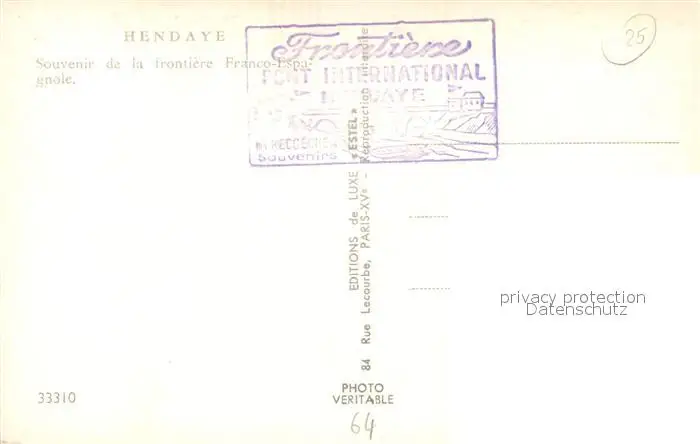 HENDAYE
Souvenir de la frontière Franco-Espa-
gnole.
Frontière
PONT INTERNATIONAL
HENDAYE
Souvenirs
25
EDITIONS de LUXE « ESTEL »
84 Rue Lecourbe, PARIS-XVe - Reproduction interdite
privacy protection
Datenschutz
33310
PHOTO
VERITABLE
64